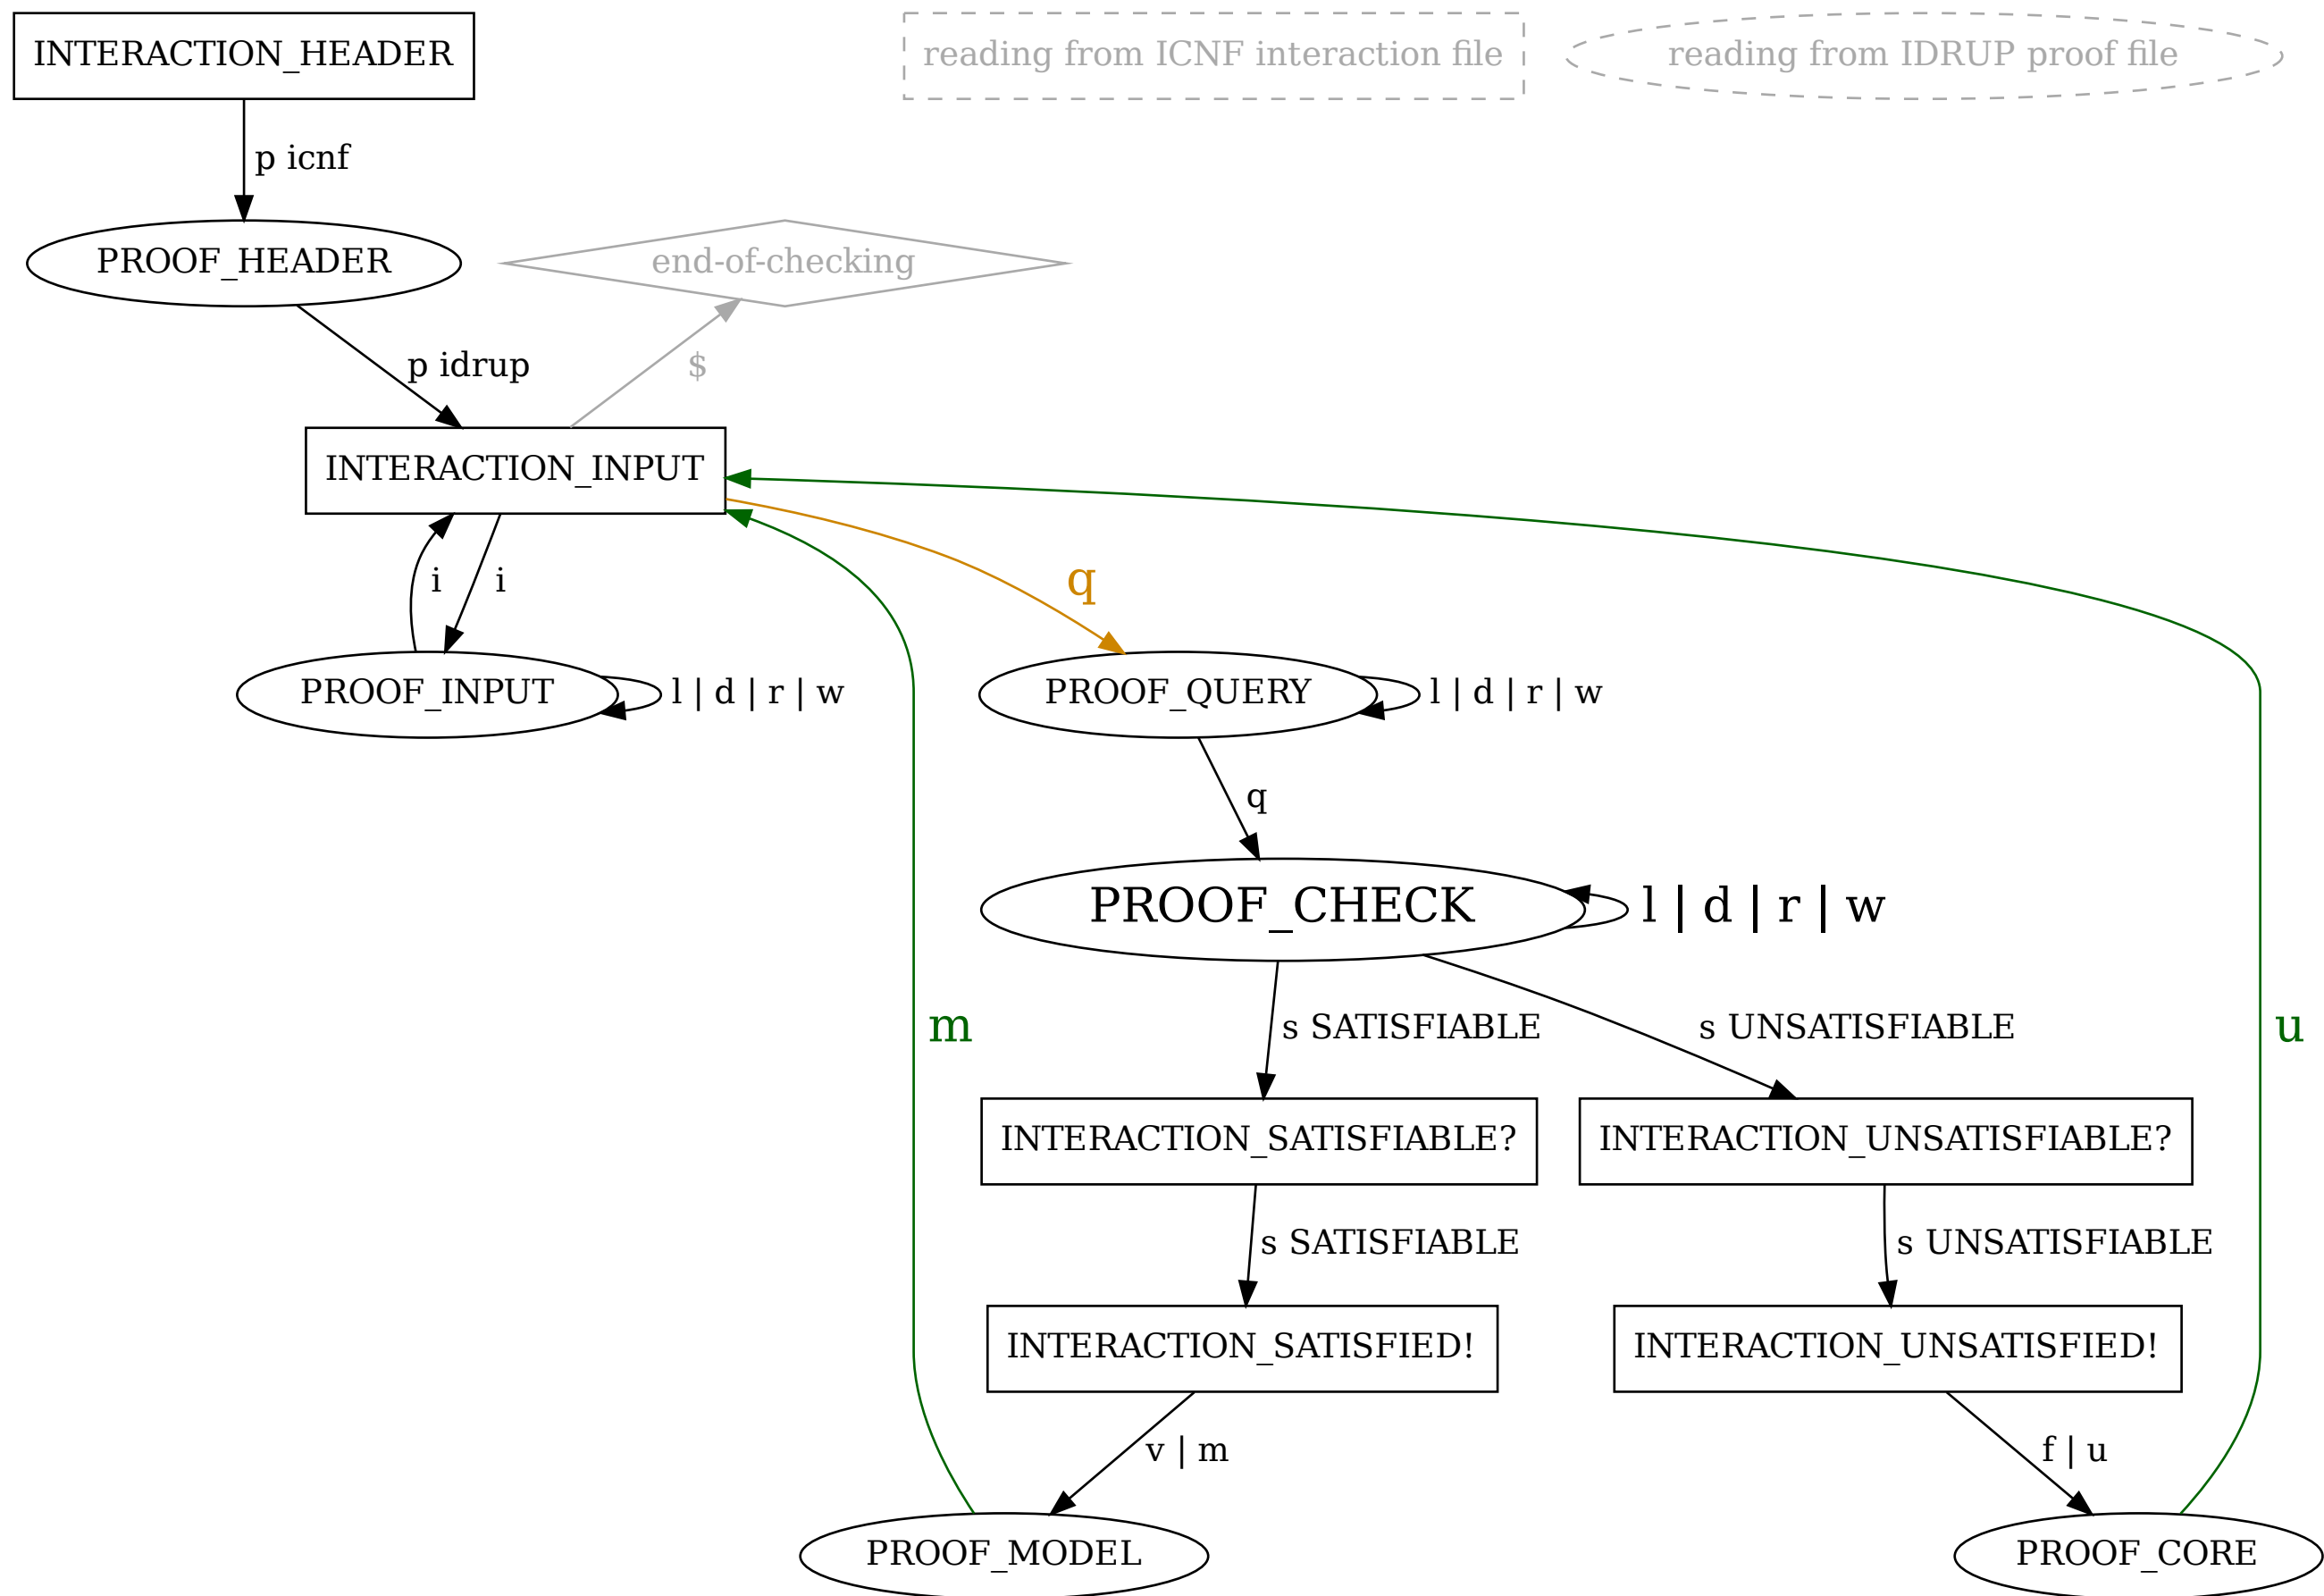 INTERACTION_HEADER
reading from ICNF interaction file
reading from IDRUP proof file
p icnf
PROOF_HEADER
end-of-checking
p idrup
$
INTERACTION_INPUT
i
i
q
PROOF_INPUT
l | d | r | w
PROOF_QUERY
l | d | r | w
q
PROOF_CHECK
l | d | r | w
m
s SATISFIABLE
s UNSATISFIABLE
u
INTERACTION_SATISFIABLE?
INTERACTION_UNSATISFIABLE?
s SATISFIABLE
s UNSATISFIABLE
INTERACTION_SATISFIED!
INTERACTION_UNSATISFIED!
v | m
f | u
PROOF_MODEL
PROOF_CORE